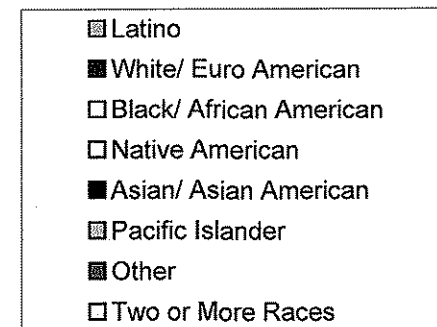 Latino
White/ Euro American
Black/ African American
Native American
Asian/ Asian American
Pacific Islander
Other
Two or More Races